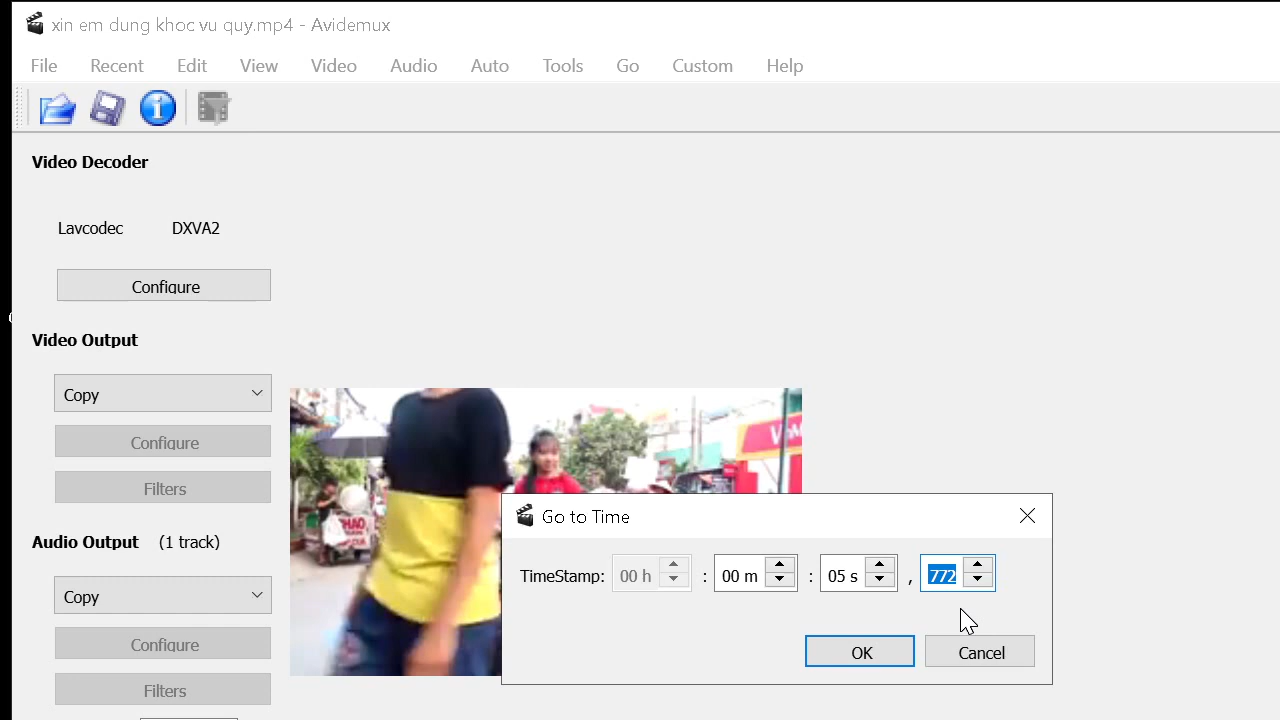 xin em dung khoc vu quy.mp4 - Avidemux
File Recent Edit View Video Audio Auto Tools Go Custom Help
Video Decoder
Lavcodec DXVA2
Configure
Video Output
Copy
Configure
Filters
Audio Output (1 track)
Copy
Configure
Filters
Go to Time
TimeStamp: 00 h : 00 m : 05 s , 772
OK Cancel